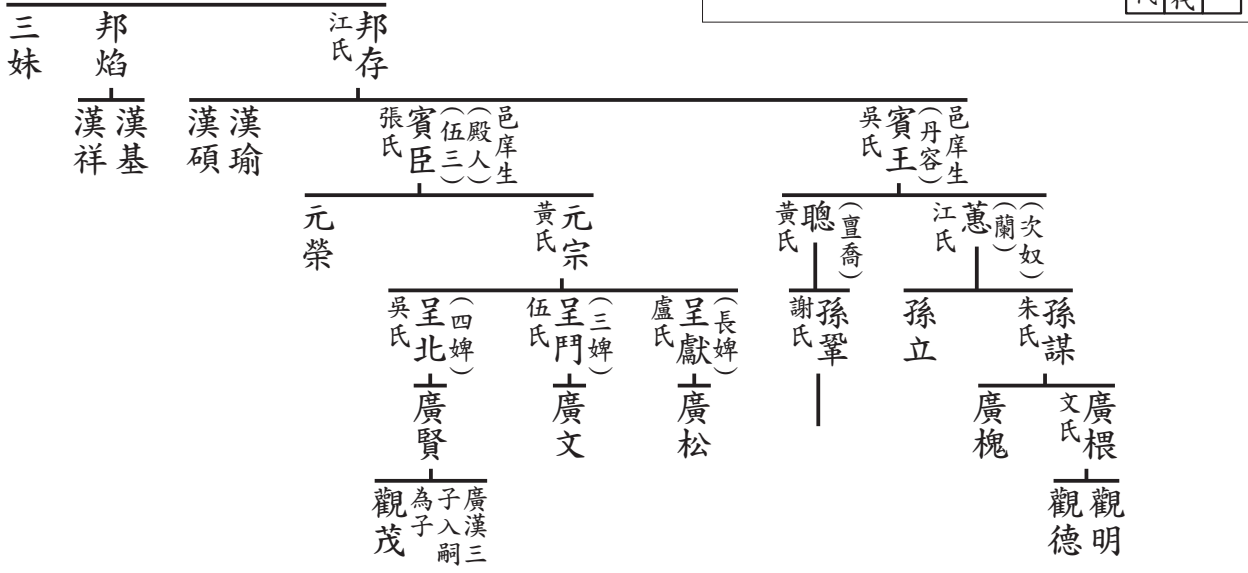 邦存
江氏
邦焰
三妹
邑庠生
(丹容)
賓王
吳氏
邑庠生
(殿人)
(伍三)
賓臣
張氏
漢瑜
漢碩
漢基
漢祥
(次奴)
(蘭)
蕙
江氏
(亶喬)
聰
黃氏
元宗
黃氏
元榮
孫謀
朱氏
孫立
孫鞏
謝氏
(長婢)
呈獻
盧氏
(三婢)
呈鬥
伍氏
(四婢)
呈北
吳氏
廣椳
文氏
廣槐
廣松
廣文
廣賢
觀明
觀德
廣漢三
子入嗣
為子
觀茂